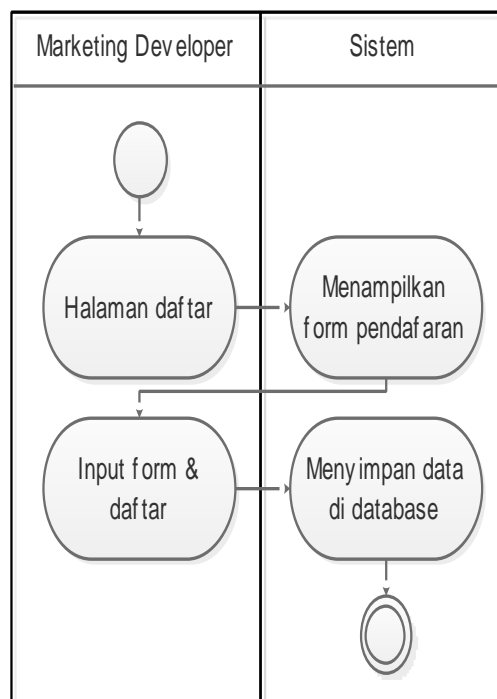 Marketing Developer
Sistem
Halaman daftar
Menampilkan
form pendafaran
Input form &
daftar
Menyimpan data
di database